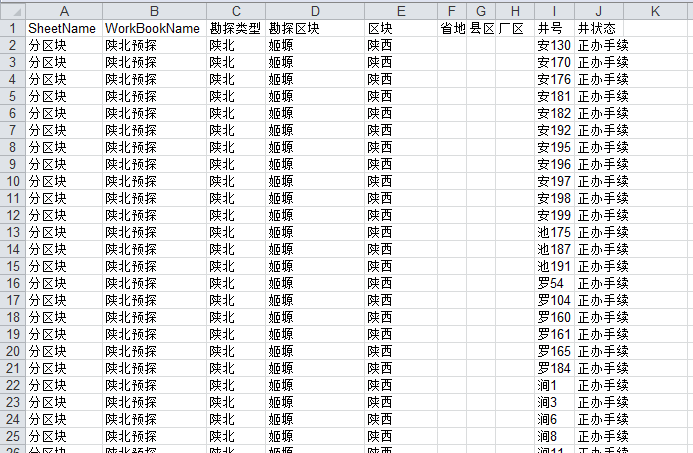 A B C D E F G H I J K
1 SheetName WorkBookName 勘探类型 勘探区块 区块 省地 县区 厂区 井号 井状态
2 分区块 陕北预探 陕北 姬塬 陕西 安130 正办手续
3 分区块 陕北预探 陕北 姬塬 陕西 安170 正办手续
4 分区块 陕北预探 陕北 姬塬 陕西 安176 正办手续
5 分区块 陕北预探 陕北 姬塬 陕西 安181 正办手续
6 分区块 陕北预探 陕北 姬塬 陕西 安182 正办手续
7 分区块 陕北预探 陕北 姬塬 陕西 安192 正办手续
8 分区块 陕北预探 陕北 姬塬 陕西 安195 正办手续
9 分区块 陕北预探 陕北 姬塬 陕西 安196 正办手续
10 分区块 陕北预探 陕北 姬塬 陕西 安197 正办手续
11 分区块 陕北预探 陕北 姬塬 陕西 安198 正办手续
12 分区块 陕北预探 陕北 姬塬 陕西 安199 正办手续
13 分区块 陕北预探 陕北 姬塬 陕西 池175 正办手续
14 分区块 陕北预探 陕北 姬塬 陕西 池187 正办手续
15 分区块 陕北预探 陕北 姬塬 陕西 池191 正办手续
16 分区块 陕北预探 陕北 姬塬 陕西 罗54 正办手续
17 分区块 陕北预探 陕北 姬塬 陕西 罗104 正办手续
18 分区块 陕北预探 陕北 姬塬 陕西 罗160 正办手续
19 分区块 陕北预探 陕北 姬塬 陕西 罗161 正办手续
20 分区块 陕北预探 陕北 姬塬 陕西 罗165 正办手续
21 分区块 陕北预探 陕北 姬塬 陕西 罗184 正办手续
22 分区块 陕北预探 陕北 姬塬 陕西 涧1 正办手续
23 分区块 陕北预探 陕北 姬塬 陕西 涧3 正办手续
24 分区块 陕北预探 陕北 姬塬 陕西 涧6 正办手续
25 分区块 陕北预探 陕北 姬塬 陕西 涧8 正办手续
26 分区块 陕北预探 陕北 姬塬 陕西 涧11 正办手续